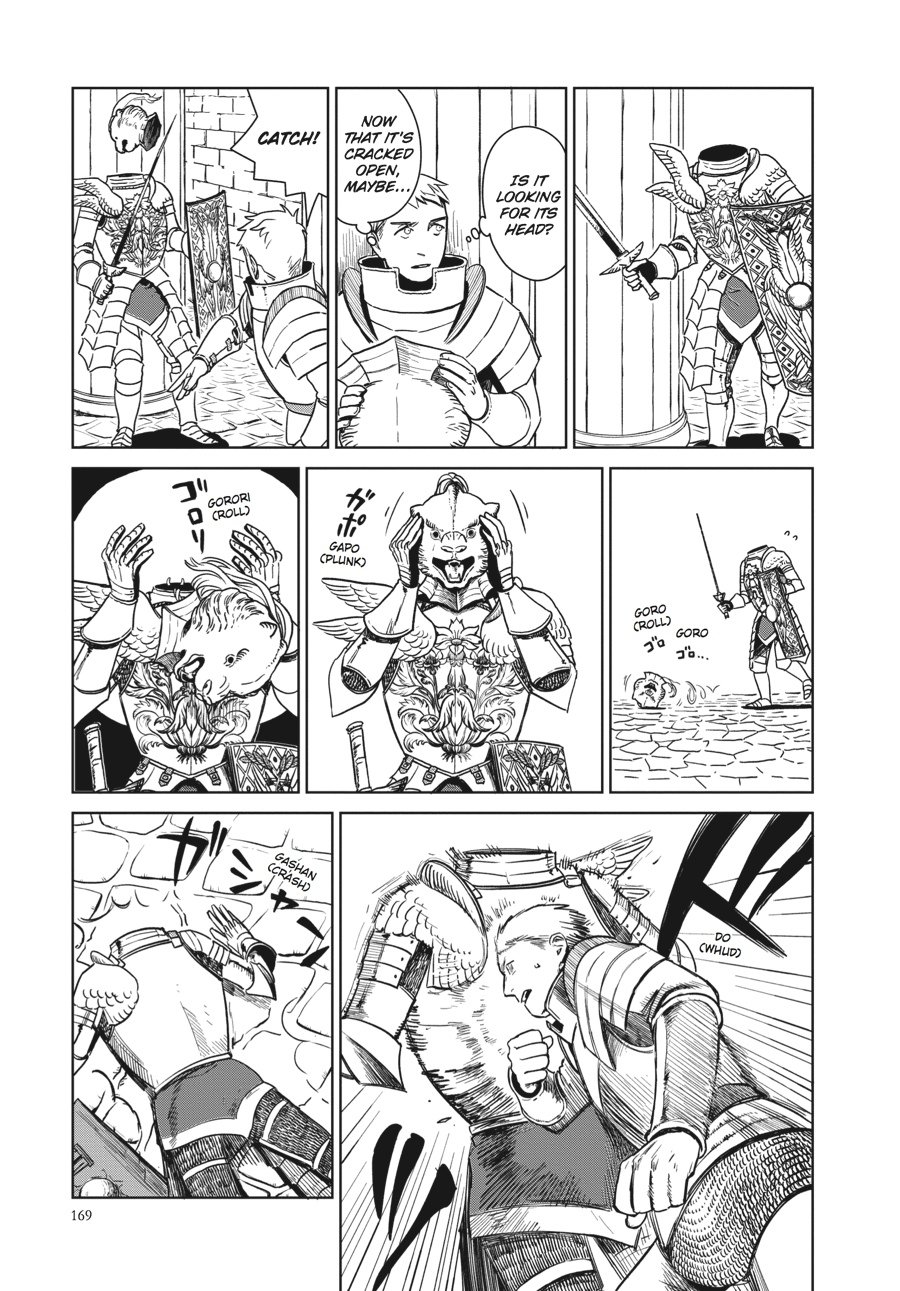 IS IT
LOOKING
FOR ITS
HEAD?
NOW
THAT IT'S
CRACKED
OPEN,
MAYBE...
CATCH!
GORO
(ROLL)
ゴロ
GORO
ゴロ...
GAPO
(PLUNK)
ガポ
GORORI
(ROLL)
ゴロリ
DO
(WHUD)
ドッ
GASHAN
(CRASH)
ガシャン
169